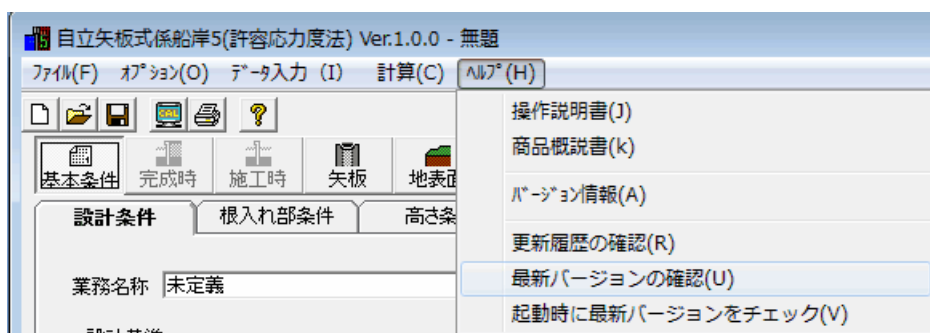 自立矢板式係船岸5(許容応力度法) Ver.1.0.0 - 無題
ﾌｧｲﾙ(F) ｵﾌﾟｼｮﾝ(O) ﾃﾞｰﾀ入力 (I) 計算(C) ﾍﾙﾌﾟ(H)
操作説明書(J)
商品概説書(k)
ﾊﾞｰｼﾞｮﾝ情報(A)
更新履歴の確認(R)
最新バージョンの確認(U)
起動時に最新バージョンをチェック(V)
基本条件 完成時 施工時 矢板 地表面
設計条件 根入れ部条件 高さ条
業務名称 未定義